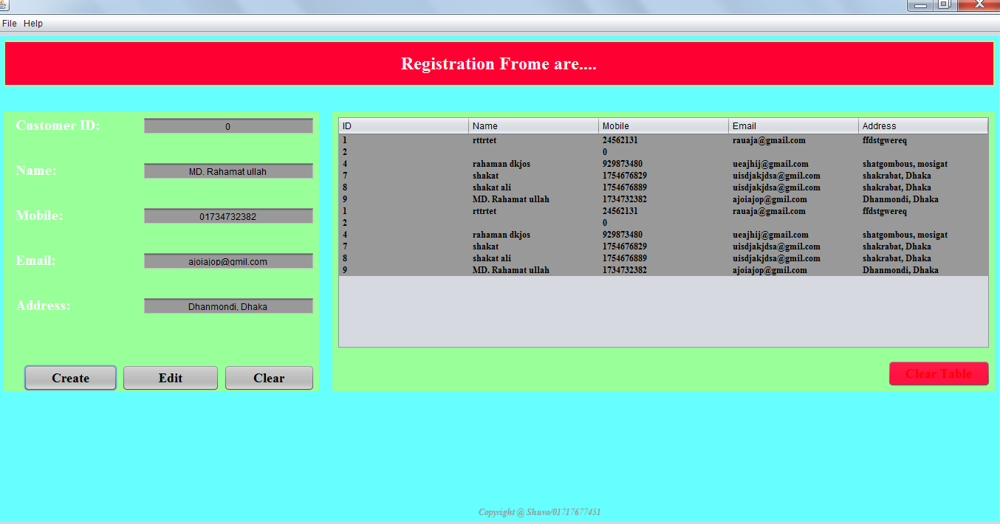 File Help
Registration Frome are....
Customer ID: 0
Name: MD. Rahamat ullah
Mobile: 01734732382
Email: ajoiajop@gmil.com
Address: Dhanmondi, Dhaka
Create Edit Clear
ID Name Mobile Email Address
1 rttrtet 24562131 rauaja@gmail.com ffdstgwereq
2 0
4 rahaman dkjos 929873480 ueajhij@gmail.com shatgombous, mosigat
7 shakat 1754676829 uisdjakjdsa@gmil.com shakrabat, Dhaka
8 shakat ali 1754676889 uisdjakjdsa@gmil.com shakrabat, Dhaka
9 MD. Rahamat ullah 1734732382 ajoiajop@gmil.com Dhanmondi, Dhaka
1 rttrtet 24562131 rauaja@gmail.com ffdstgwereq
2 0
4 rahaman dkjos 929873480 ueajhij@gmail.com shatgombous, mosigat
7 shakat 1754676829 uisdjakjdsa@gmil.com shakrabat, Dhaka
8 shakat ali 1754676889 uisdjakjdsa@gmil.com shakrabat, Dhaka
9 MD. Rahamat ullah 1734732382 ajoiajop@gmil.com Dhanmondi, Dhaka
Clear Table
Copyright @ Shuvo/01717677451